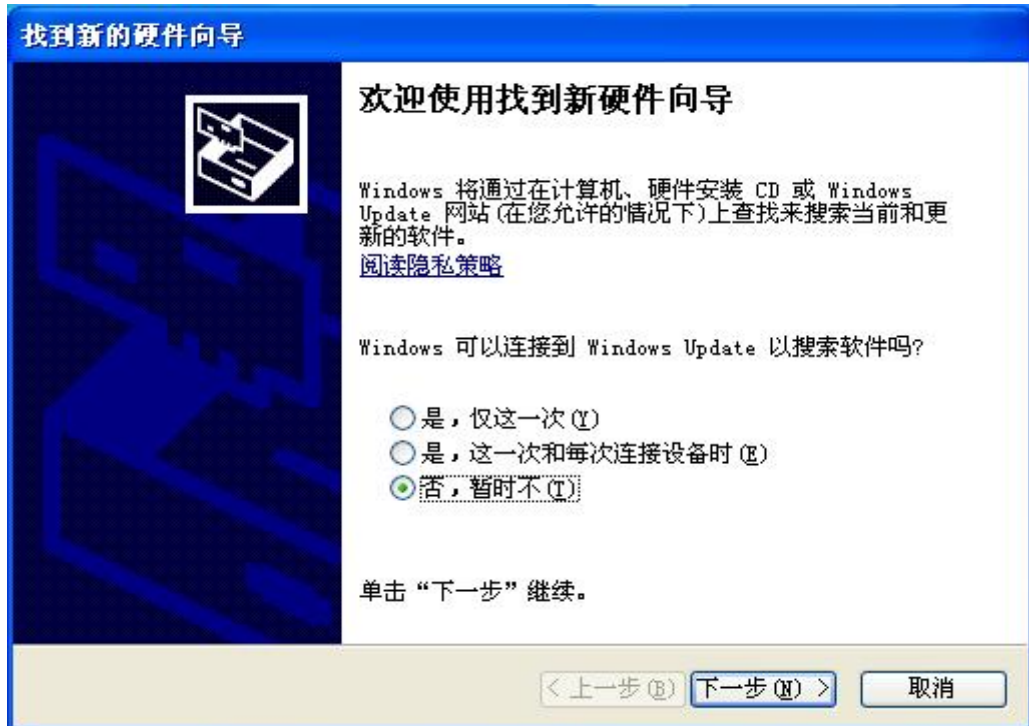 找到新的硬件向导
欢迎使用找到新硬件向导
Windows 将通过在计算机、硬件安装 CD 或 Windows
Update 网站(在您允许的情况下)上查找来搜索当前和更
新的软件。
阅读隐私策略
Windows 可以连接到 Windows Update 以搜索软件吗?
是，仅这一次(Y)
是，这一次和每次连接设备时(E)
否，暂时不(T)
单击“下一步”继续。
< 上一步(B) 下一步(N) > 取消